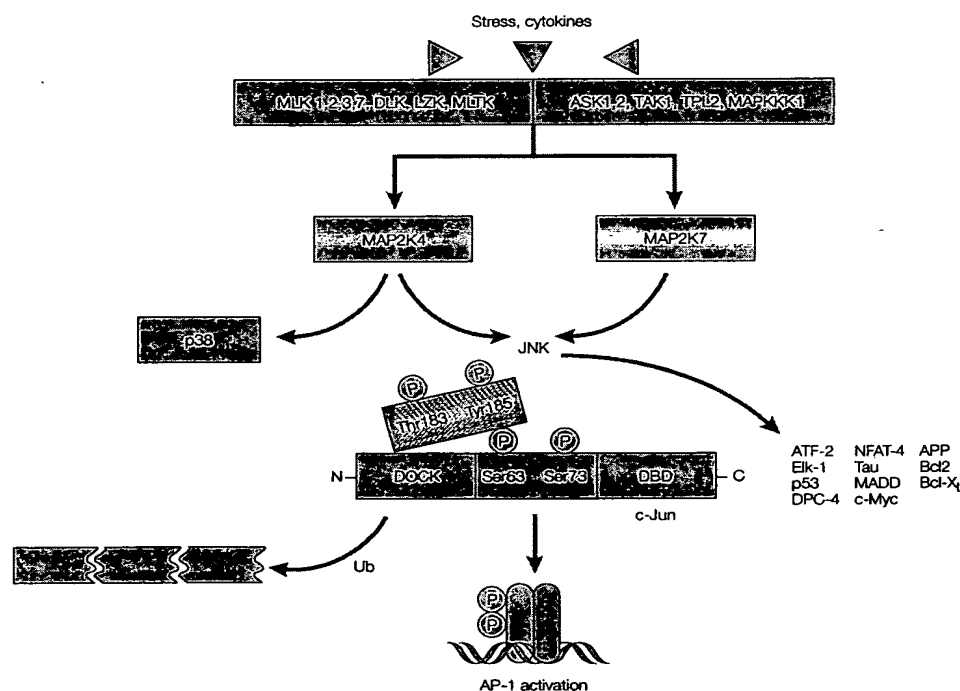 Stress, cytokines
MLK 1,2,3,7, DLK, LZK, MLTK
ASK1,2, TAK1, TPL2, MAPKKK1
MAP2K4
MAP2K7
p38
JNK
P
P
Thr183
Tyr185
P
P
N
DOCK
Ser63
Ser73
DBD
C
c-Jun
ATF-2 NFAT-4 APP
Elk-1 Tau Bcl2
p53 MADD Bcl-XL
DPC-4 c-Myc
Ub
P
P
AP-1 activation